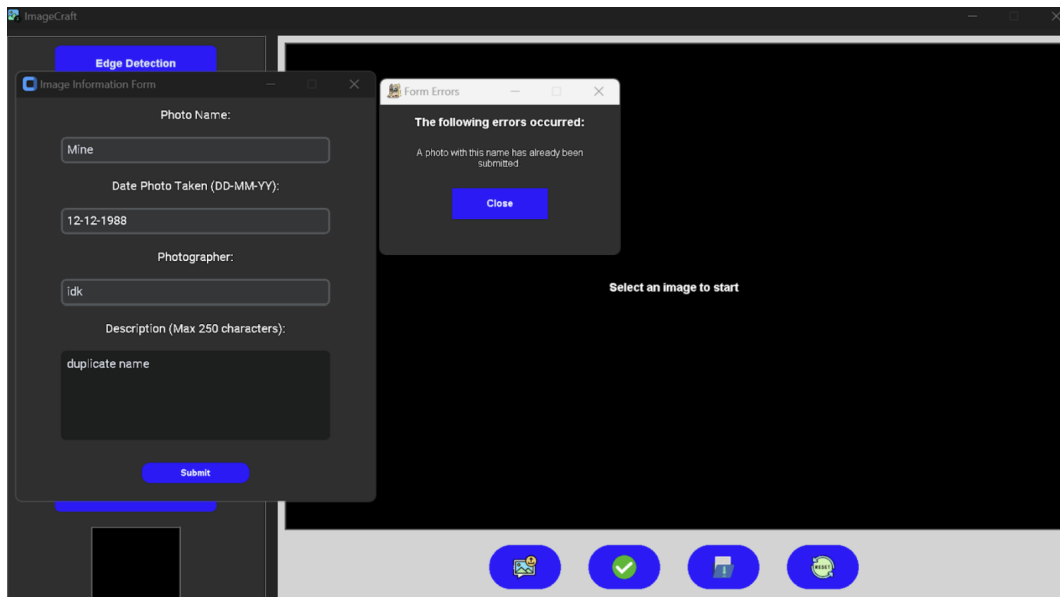 ImageCraft
Edge Detection
Image Information Form
Photo Name:
Mine
Date Photo Taken (DD-MM-YY):
12-12-1988
Photographer:
idk
Description (Max 250 characters):
duplicate name
Submit
Form Errors
The following errors occurred:
A photo with this name has already been
submitted
Close
Select an image to start
RESET